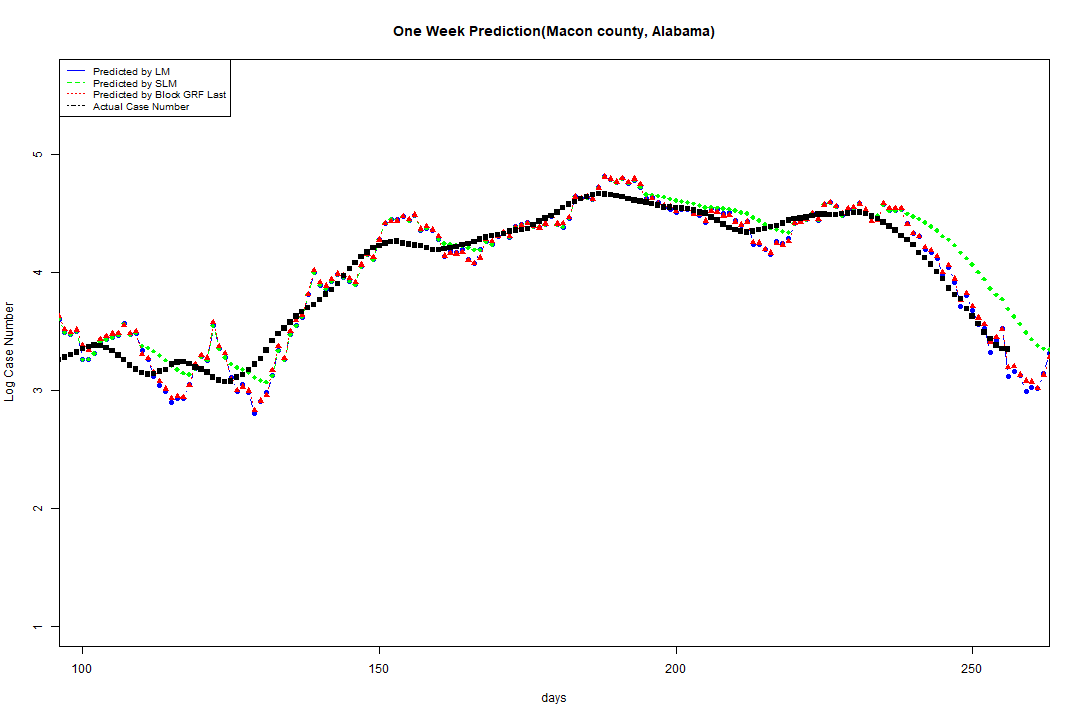 One Week Prediction(Macon county, Alabama)
Predicted by LM
Predicted by SLM
Predicted by Block GRF Last
Actual Case Number
5
4
3
2
1
Log Case Number
100 150 200 250
days